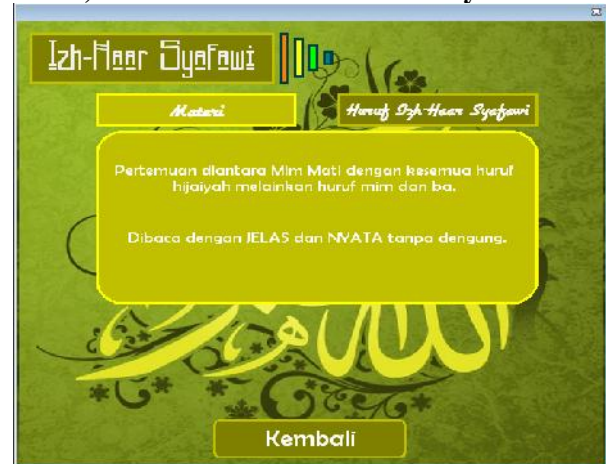 Izh-Haar Syafawi
Materi
Huruf Izh-Haar Syafawi
Pertemuan diantara Mim Mati dengan kesemua huruf
hijaiyah melainkan huruf mim dan ba.
Dibaca dengan JELAS dan NYATA tanpa dengung.
Kembali